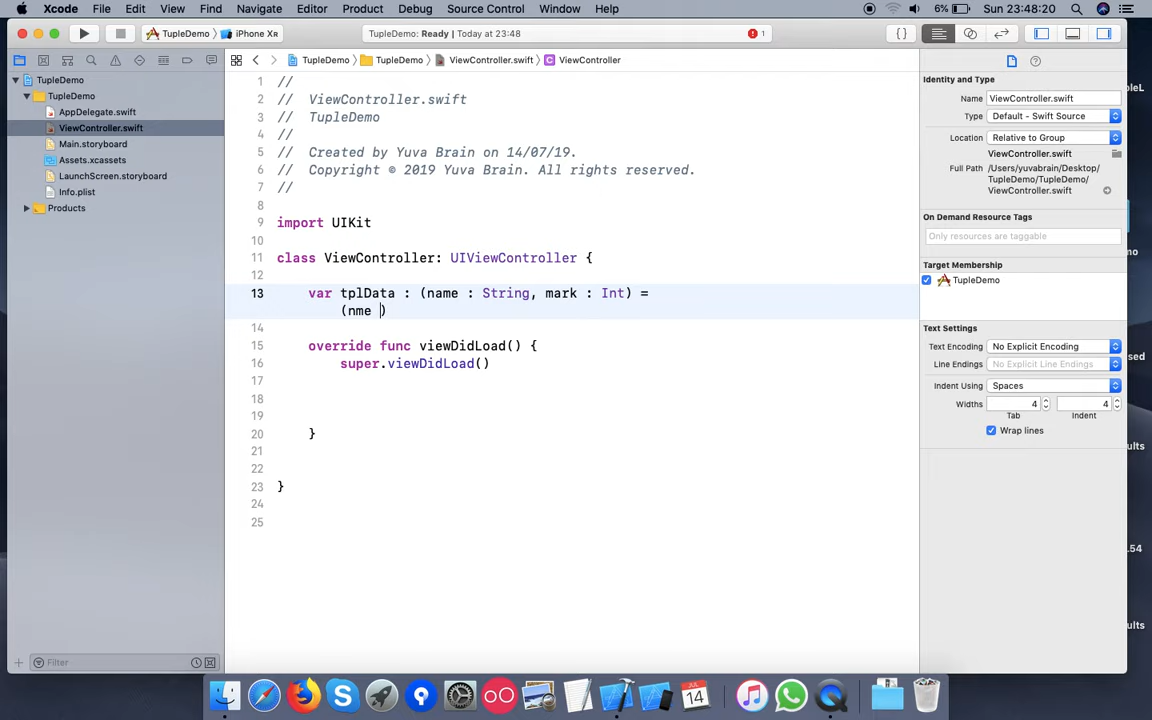 Xcode File Edit View Find Navigate Editor Product Debug Source Control Window Help 6% Sun 23:48:20
TupleDemo iPhone XR TupleDemo: Ready | Today at 23:48 1 { }
TupleDemo TupleDemo ViewController.swift ViewController
TupleDemo
TupleDemo
AppDelegate.swift
ViewController.swift
Main.storyboard
Assets.xcassets
LaunchScreen.storyboard
Info.plist
Products
Filter
1 //
2 // ViewController.swift
3 // TupleDemo
4 //
5 // Created by Yuva Brain on 14/07/19.
6 // Copyright © 2019 Yuva Brain. All rights reserved.
7 //
8
9 import UIKit
10
11 class ViewController: UIViewController {
12
13 var tplData : (name : String, mark : Int) =
(nme )
14
15 override func viewDidLoad() {
16 super.viewDidLoad()
17
18
19
20 }
21
22
23 }
24
25
Identity and Type
Name ViewController.swift
Type Default - Swift Source
Location Relative to Group
ViewController.swift
Full Path /Users/yuvabrain/Desktop/
TupleDemo/TupleDemo/
ViewController.swift
On Demand Resource Tags
Only resources are taggable
Target Membership
TupleDemo
Text Settings
Text Encoding No Explicit Encoding
Line Endings No Explicit Line Endings
Indent Using Spaces
Widths 4 4
Tab Indent
Wrap lines
JUL
14